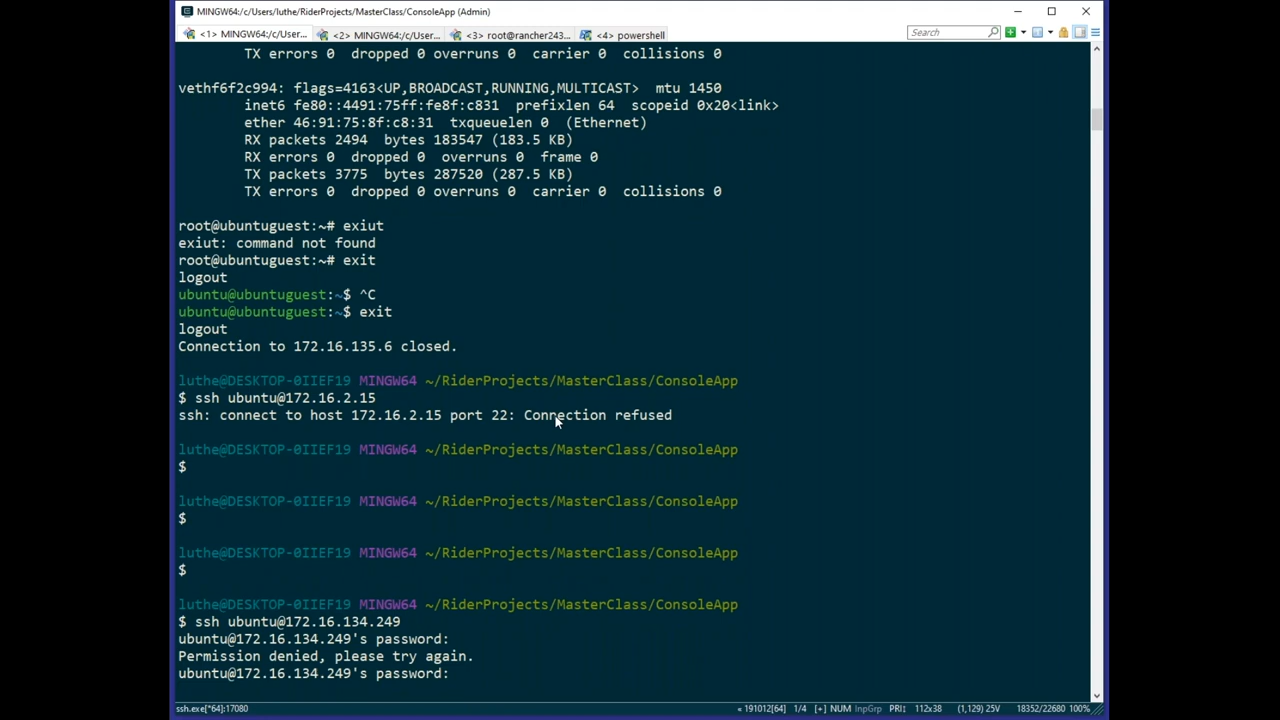 MINGW64:/c/Users/luthe/RiderProjects/MasterClass/ConsoleApp (Admin)
<1> MINGW64:/c/User... <2> MINGW64:/c/User... <3> root@rancher243... <4> powershell Search
TX errors 0 dropped 0 overruns 0 carrier 0 collisions 0
vethf6f2c994: flags=4163<UP,BROADCAST,RUNNING,MULTICAST> mtu 1450
inet6 fe80::4491:75ff:fe8f:c831 prefixlen 64 scopeid 0x20<link>
ether 46:91:75:8f:c8:31 txqueuelen 0 (Ethernet)
RX packets 2494 bytes 183547 (183.5 KB)
RX errors 0 dropped 0 overruns 0 frame 0
TX packets 3775 bytes 287520 (287.5 KB)
TX errors 0 dropped 0 overruns 0 carrier 0 collisions 0
root@ubuntuguest:~# exiut
exiut: command not found
root@ubuntuguest:~# exit
logout
ubuntu@ubuntuguest:~$ ^C
ubuntu@ubuntuguest:~$ exit
logout
Connection to 172.16.135.6 closed.
luthe@DESKTOP-0IIEF19 MINGW64 ~/RiderProjects/MasterClass/ConsoleApp
$ ssh ubuntu@172.16.2.15
ssh: connect to host 172.16.2.15 port 22: Connection refused
luthe@DESKTOP-0IIEF19 MINGW64 ~/RiderProjects/MasterClass/ConsoleApp
$
luthe@DESKTOP-0IIEF19 MINGW64 ~/RiderProjects/MasterClass/ConsoleApp
$
luthe@DESKTOP-0IIEF19 MINGW64 ~/RiderProjects/MasterClass/ConsoleApp
$
luthe@DESKTOP-0IIEF19 MINGW64 ~/RiderProjects/MasterClass/ConsoleApp
$ ssh ubuntu@172.16.134.249
ubuntu@172.16.134.249's password:
Permission denied, please try again.
ubuntu@172.16.134.249's password:
ssh.exe[*64]:17080 « 191012[64] 1/4 [+] NUM InpGrp PRI↕ 112x38 (1,129) 25V 18352/22680 100%